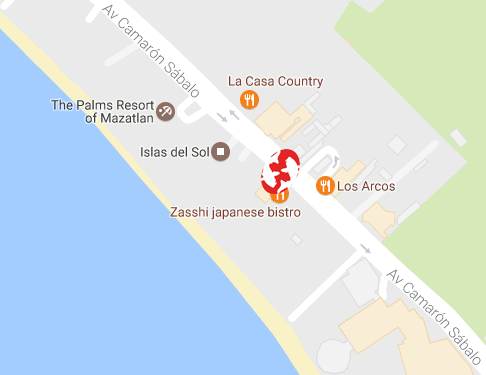 Av Camarón Sábalo
La Casa Country
The Palms Resort
of Mazatlan
Islas del Sol
Los Arcos
Zasshi japanese bistro
Av Camarón Sábalo